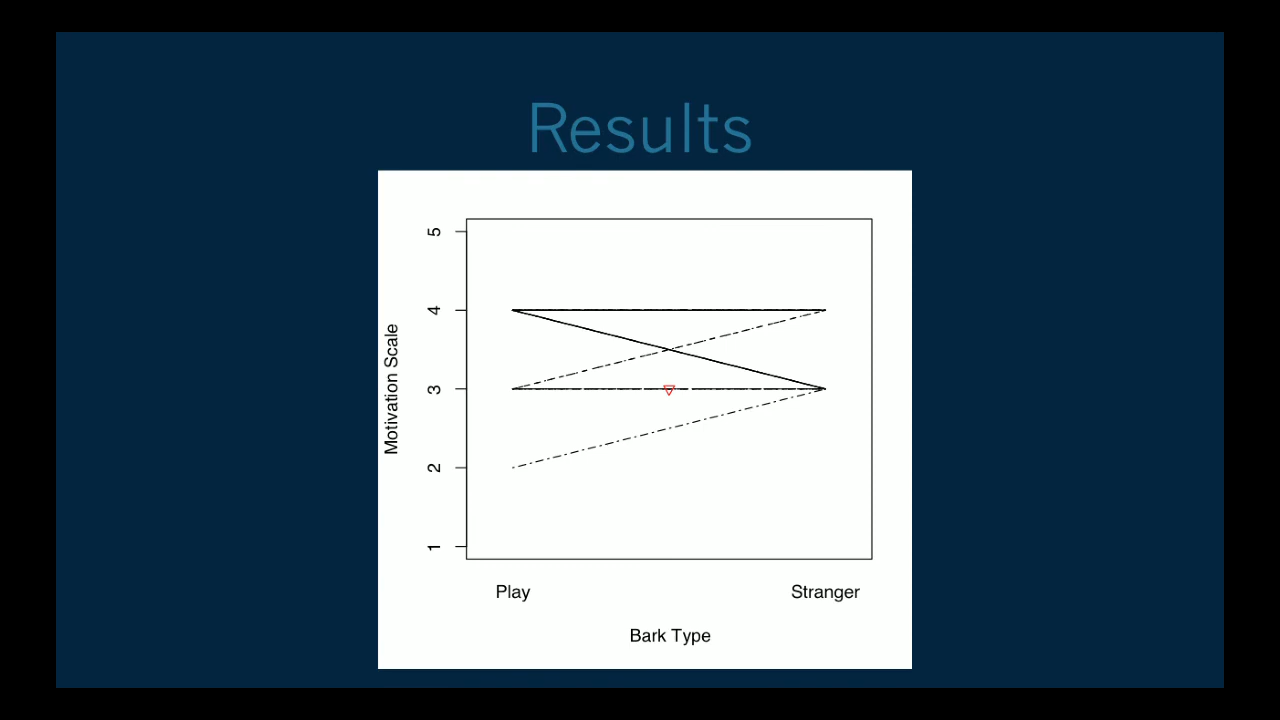 Results
5
4
3
2
1
Motivation Scale
Play
Stranger
Bark Type